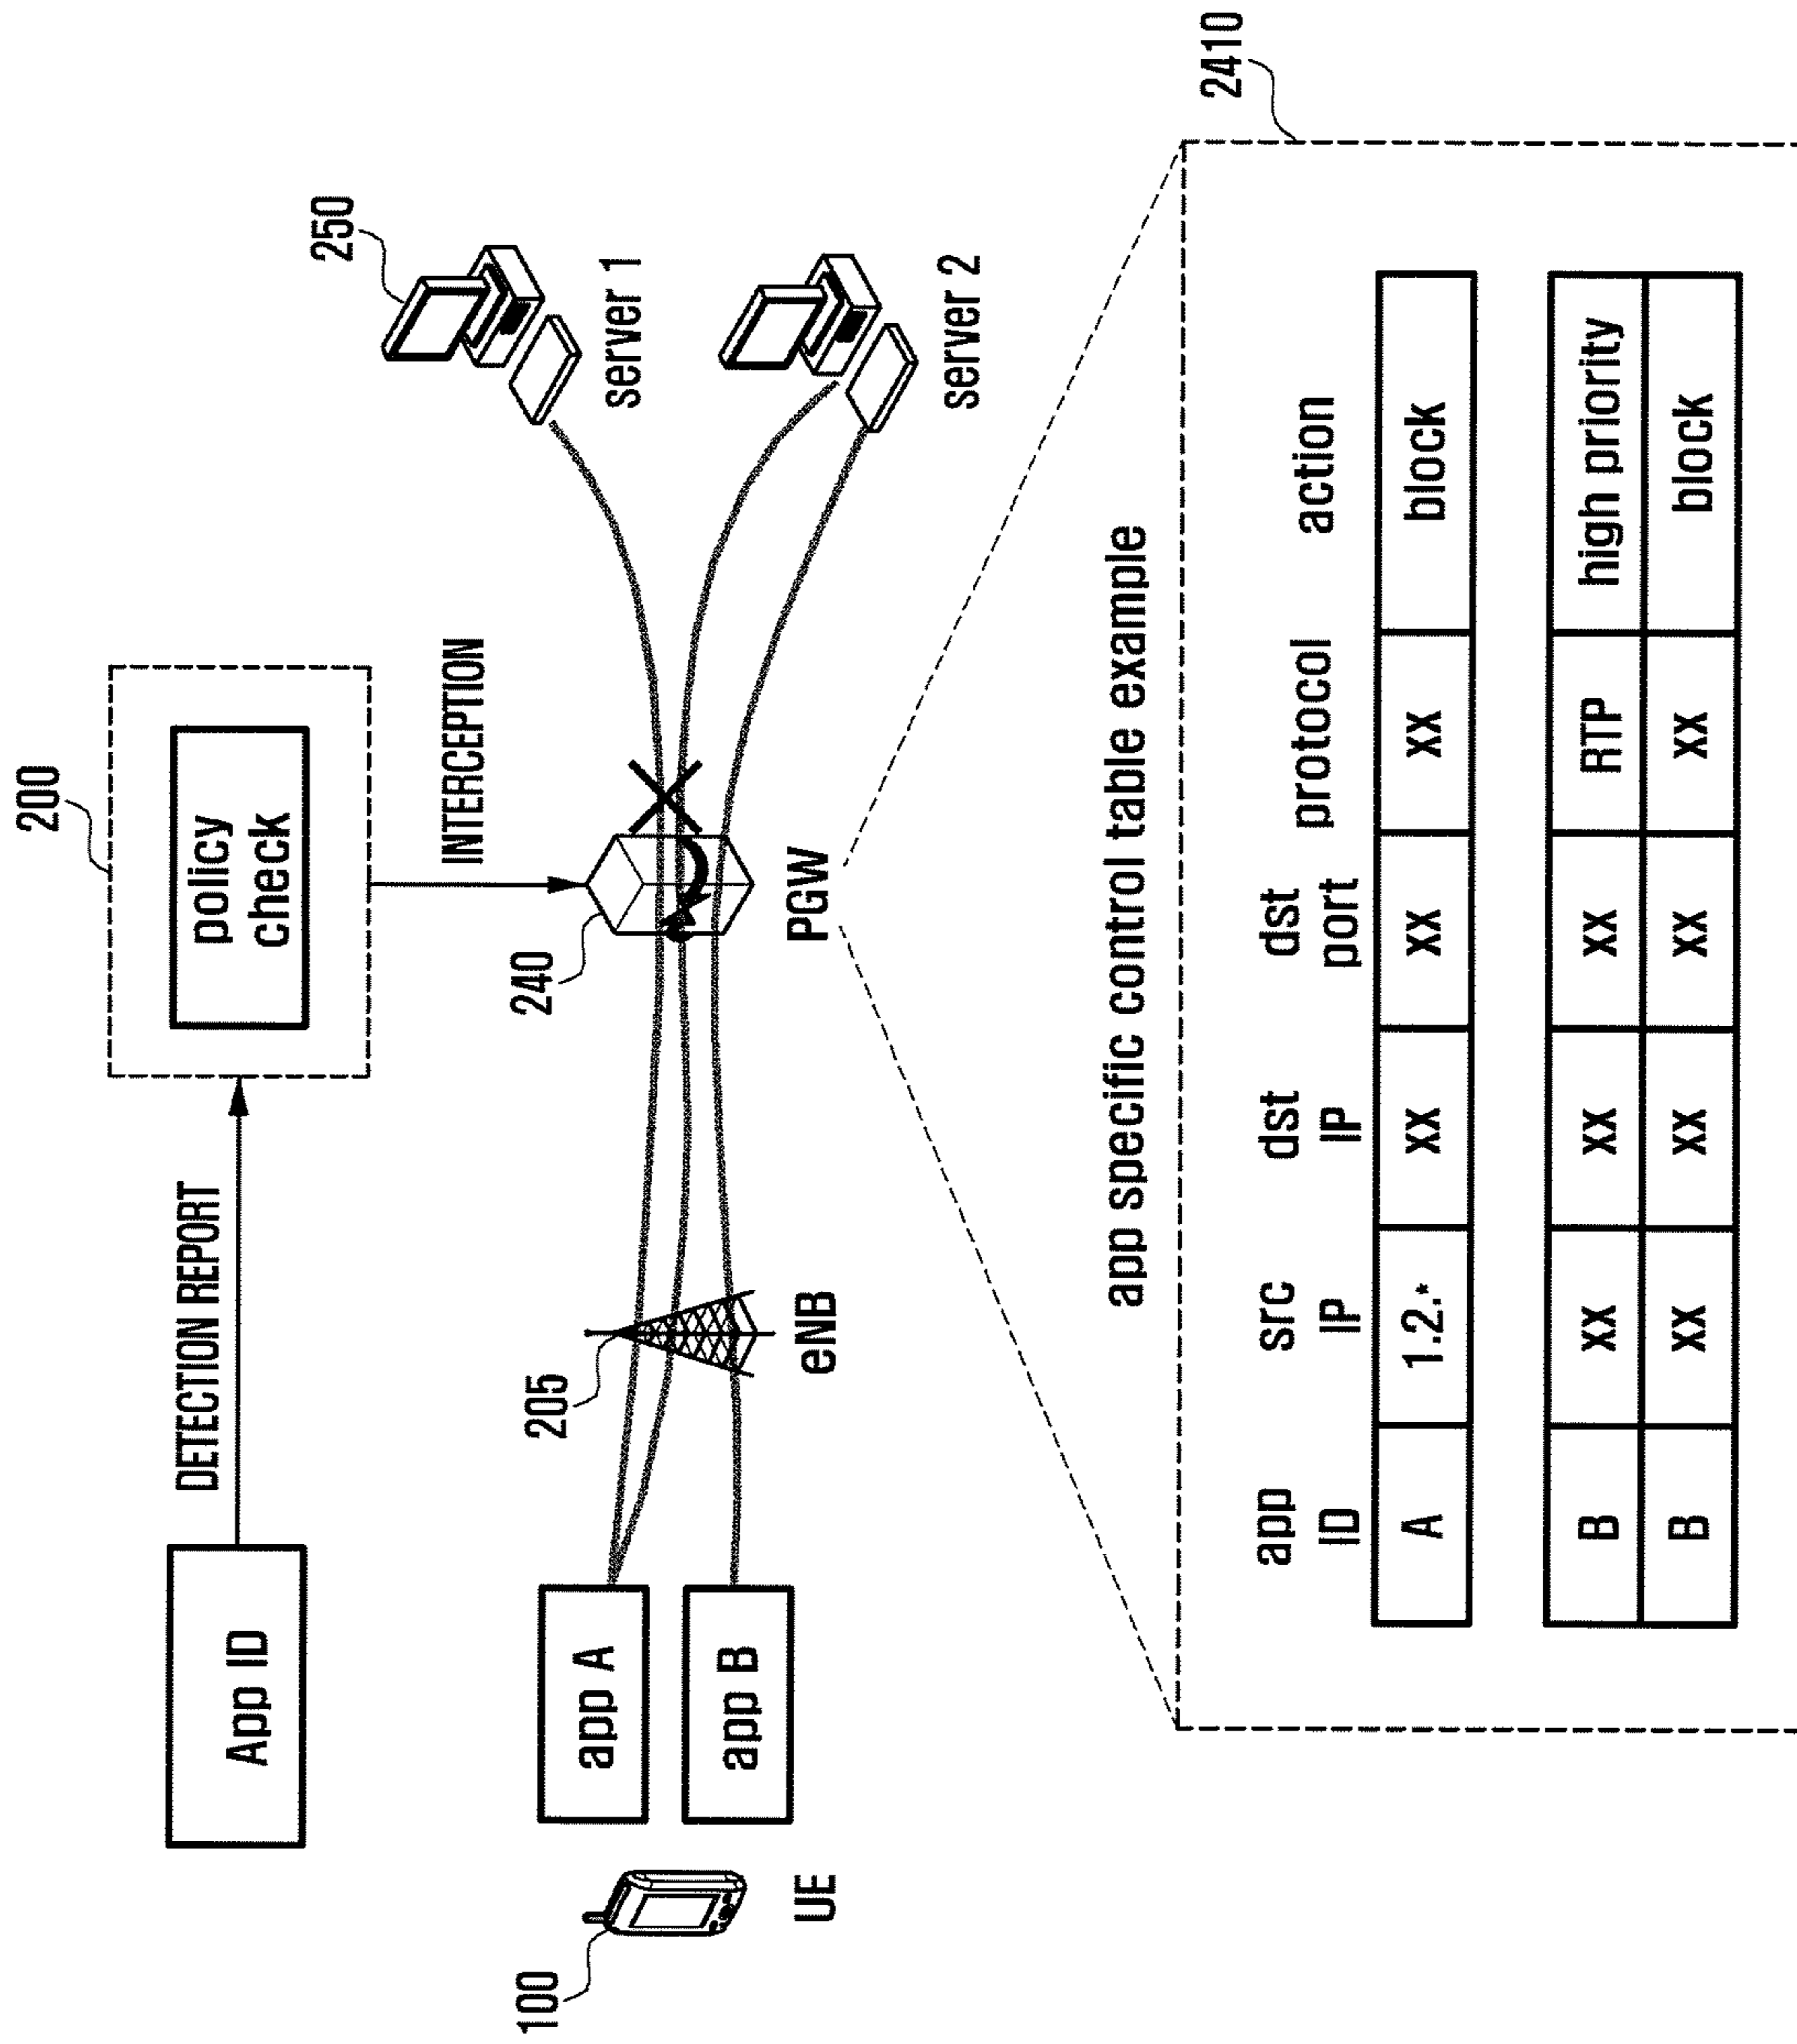 200
policy
check
App ID
DETECTION REPORT
INTERCEPTION
250
server 1
240
205
app A
100
app B
UE
eNB
PGW
server 2
2410
app specific control table example
app ID src IP dst IP dst port protocol action
A 1.2.* xx xx xx block
B xx xx xx RTP high priority
B xx xx xx xx block